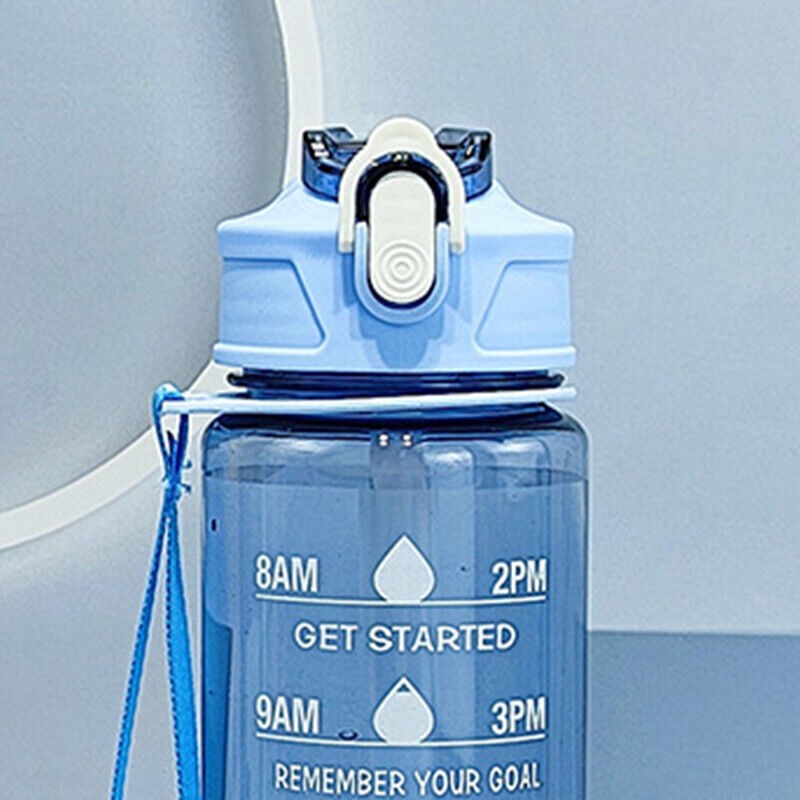 8AM 2PM
GET STARTED
9AM 3PM
REMEMBER YOUR GOAL